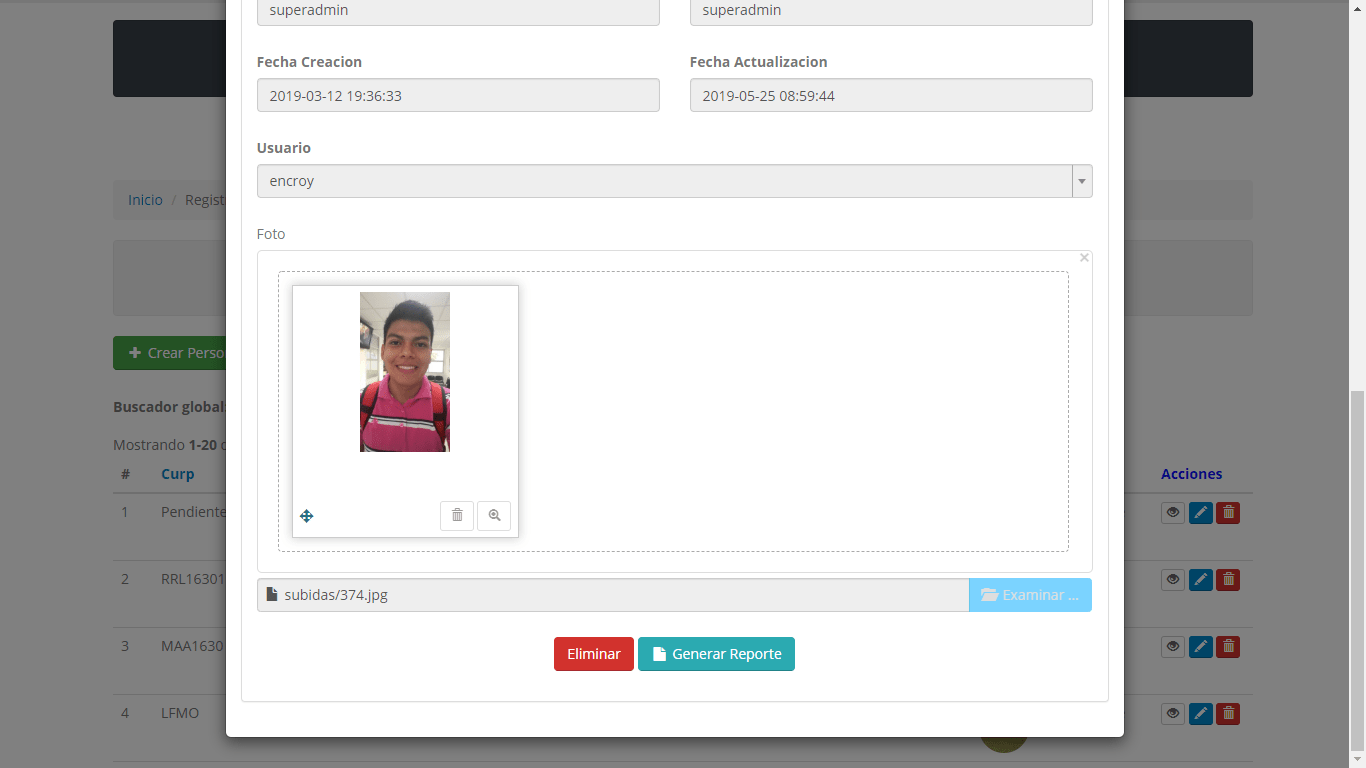 superadmin superadmin
Fecha Creacion Fecha Actualizacion
2019-03-12 19:36:33 2019-05-25 08:59:44
Usuario
encroy
Inicio / Regist
Foto
×
Crear Perso
Buscador global:
Mostrando 1-20
# Curp Acciones
1 Pendiente
2 RRL16301
3 MAA1630
4 LFMO
subidas/374.jpg Examinar ...
Eliminar Generar Reporte